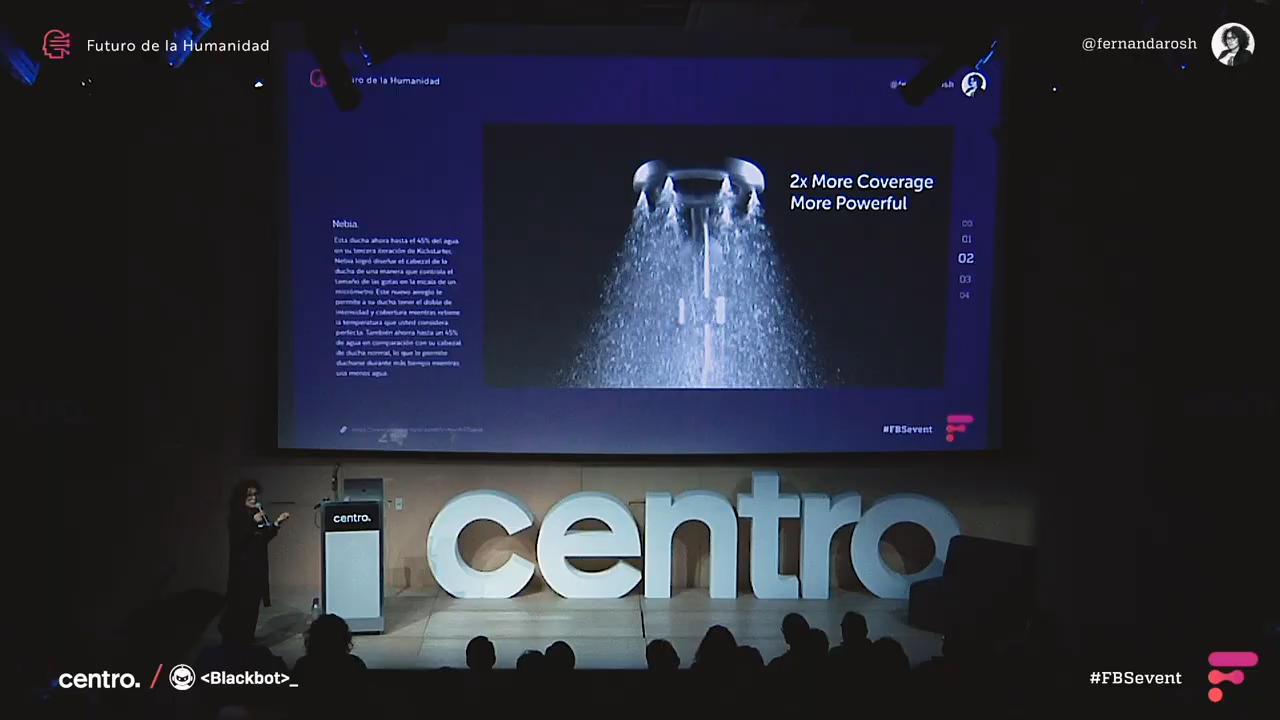 Futuro de la Humanidad
@fernandarosh
ro de la Humanidad
2x More Coverage
More Powerful
Nebia.
Esta ducha ahora hasta el 45% del agua
en su tercera iteración de Kickstarter,
Nebia logró diseñar el cabezal de la
ducha de una manera que controla el
tamaño de las gotas en la escala de un
micrómetro. Este nuevo arreglo le
permite a su ducha tener el doble de
intensidad y cobertura mientras retiene
la temperatura que usted considera
perfecta. También ahorra hasta un 45%
de agua en comparación con su cabezal
de ducha normal, lo que le permite
ducharse durante más tiempo mientras
usa menos agua.
00
01
02
03
04
#FBSevent
centro.
centro
centro. / <Blackbot>_
#FBSevent